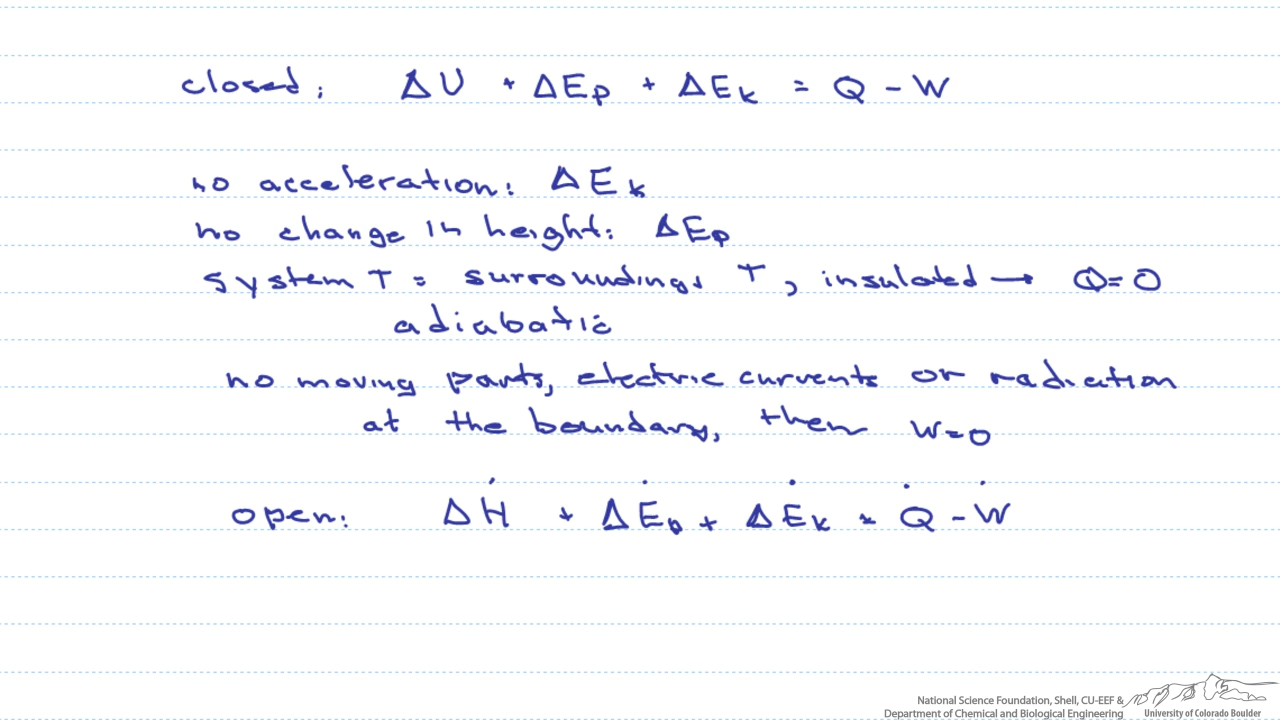 closed: ΔU + ΔEp + ΔEk = Q - W
no acceleration: ΔEk
no change in height: ΔEp
system T = surroundings T, insulated → Q=0
adiabatic
no moving parts, electric currents or radiation
at the boundary, then W=0
open: ΔḢ + ΔĖp + ΔĖk = Q̇ - Ẇ
National Science Foundation, Shell, CU-EEF &
Department of Chemical and Biological Engineering
University of Colorado Boulder